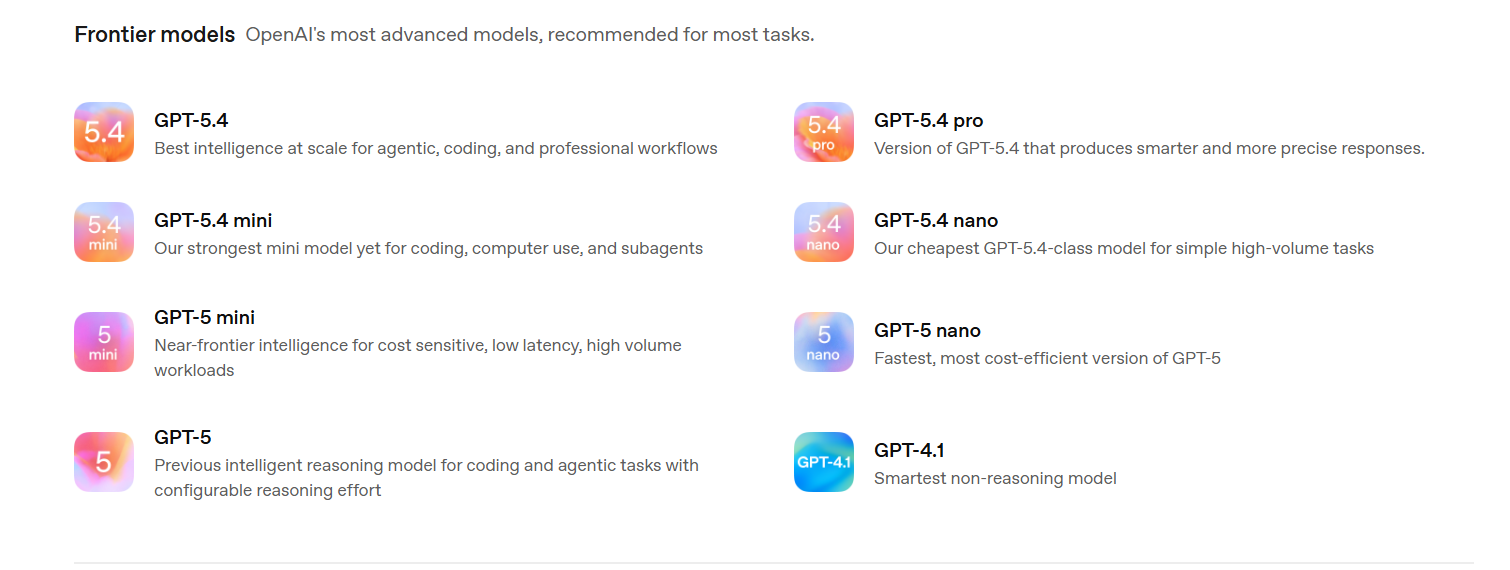 Frontier models OpenAI's most advanced models, recommended for most tasks.
5.4
GPT-5.4
Best intelligence at scale for agentic, coding, and professional workflows
5.4
pro
GPT-5.4 pro
Version of GPT-5.4 that produces smarter and more precise responses.
5.4
mini
GPT-5.4 mini
Our strongest mini model yet for coding, computer use, and subagents
5.4
nano
GPT-5.4 nano
Our cheapest GPT-5.4-class model for simple high-volume tasks
5
mini
GPT-5 mini
Near-frontier intelligence for cost sensitive, low latency, high volume
workloads
5
nano
GPT-5 nano
Fastest, most cost-efficient version of GPT-5
5
GPT-5
Previous intelligent reasoning model for coding and agentic tasks with
configurable reasoning effort
GPT-4.1
GPT-4.1
Smartest non-reasoning model